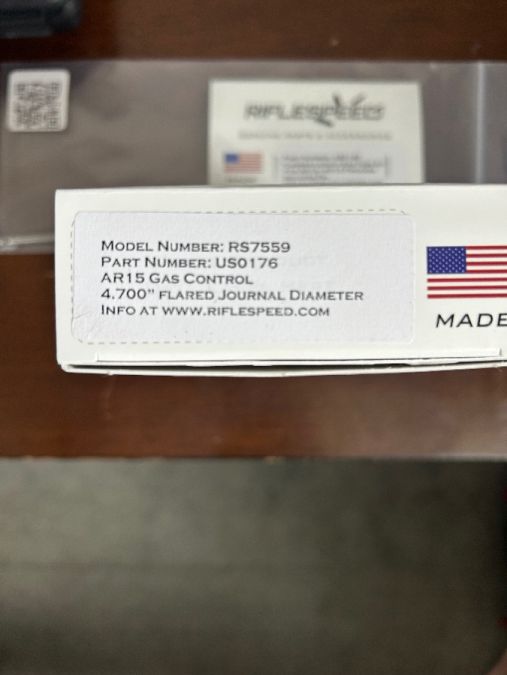 RIFLESPEED
MODEL NUMBER: RS7559
PART NUMBER: US0176
AR15 GAS CONTROL
4.700" FLARED JOURNAL DIAMETER
INFO AT WWW.RIFLESPEED.COM
MADE